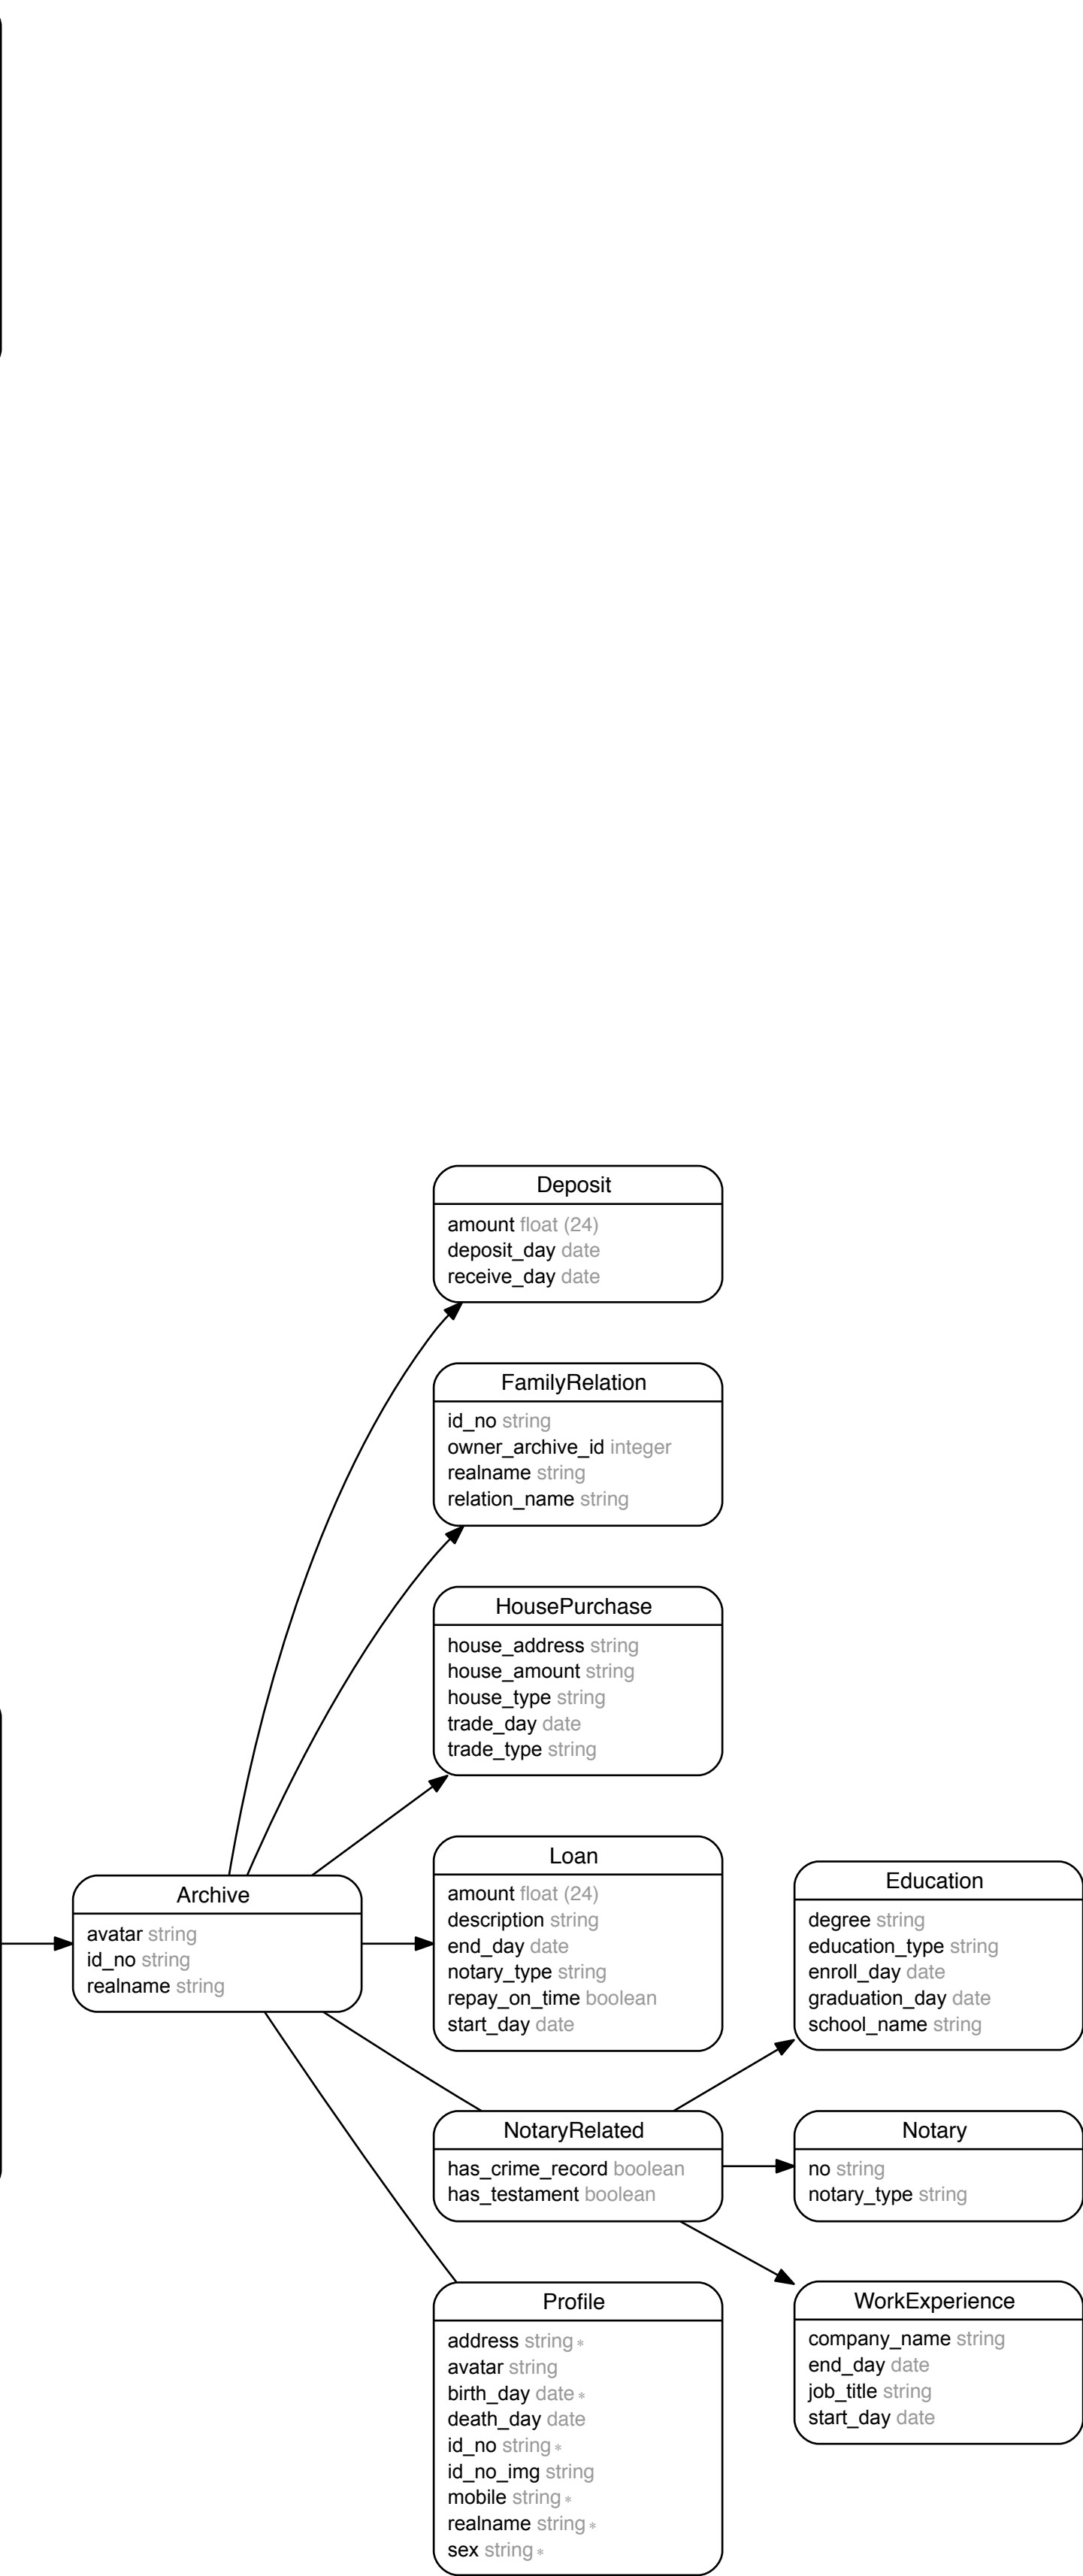 Deposit
amount float (24)
deposit_day date
receive_day date
FamilyRelation
id_no string
owner_archive_id integer
realname string
relation_name string
HousePurchase
house_address string
house_amount string
house_type string
trade_day date
trade_type string
Archive
avatar string
id_no string
realname string
Loan
amount float (24)
description string
end_day date
notary_type string
repay_on_time boolean
start_day date
Education
degree string
education_type string
enroll_day date
graduation_day date
school_name string
NotaryRelated
has_crime_record boolean
has_testament boolean
Notary
no string
notary_type string
Profile
address string *
avatar string
birth_day date *
death_day date
id_no string *
id_no_img string
mobile string *
realname string *
sex string *
WorkExperience
company_name string
end_day date
job_title string
start_day date